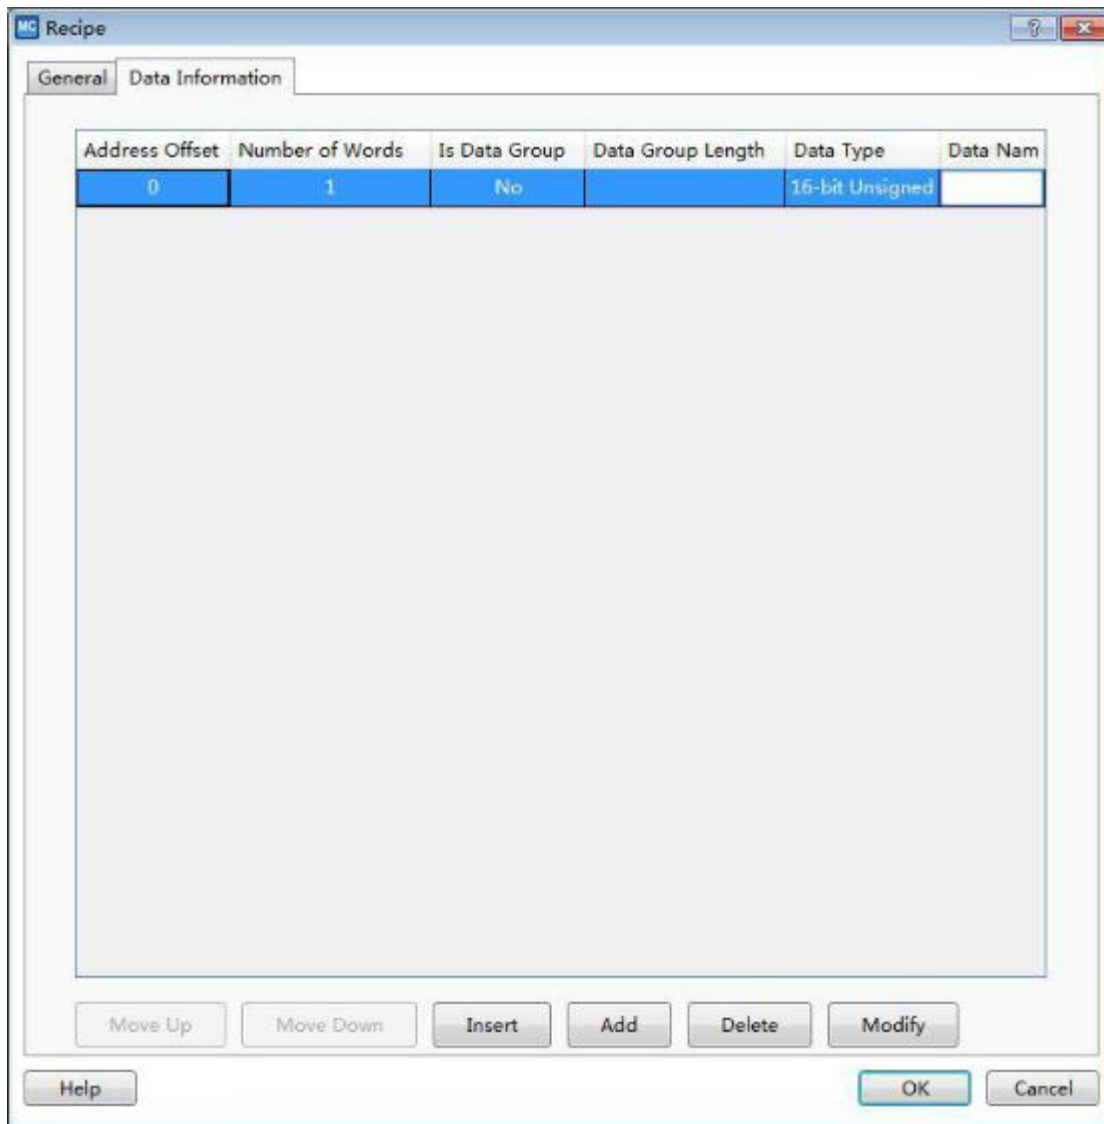 MC Recipe
General Data Information
Address Offset Number of Words Is Data Group Data Group Length Data Type Data Nam
0 1 No 16-bit Unsigned
Move Up Move Down Insert Add Delete Modify
Help OK Cancel